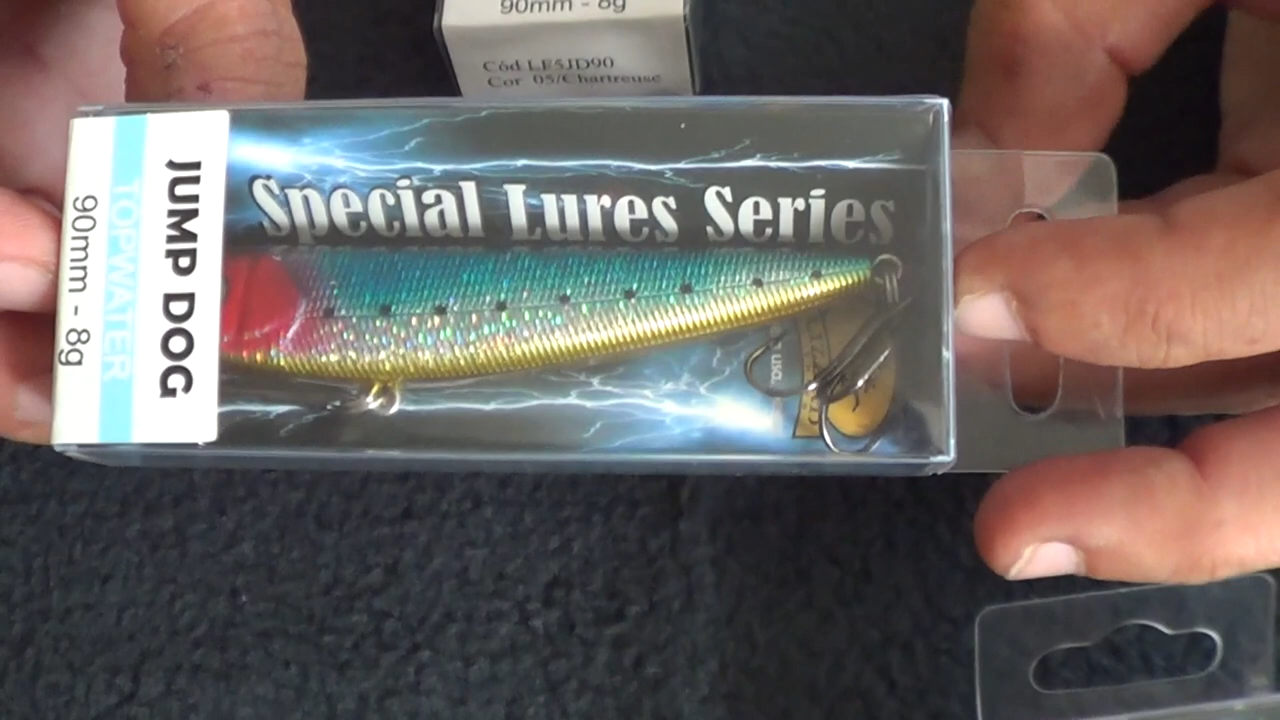 90mm - 8g
Cód LF5JD90
Cor 05/Chartreuse
Special Lures Series
JUMP DOG
TOPWATER
90mm - 8g